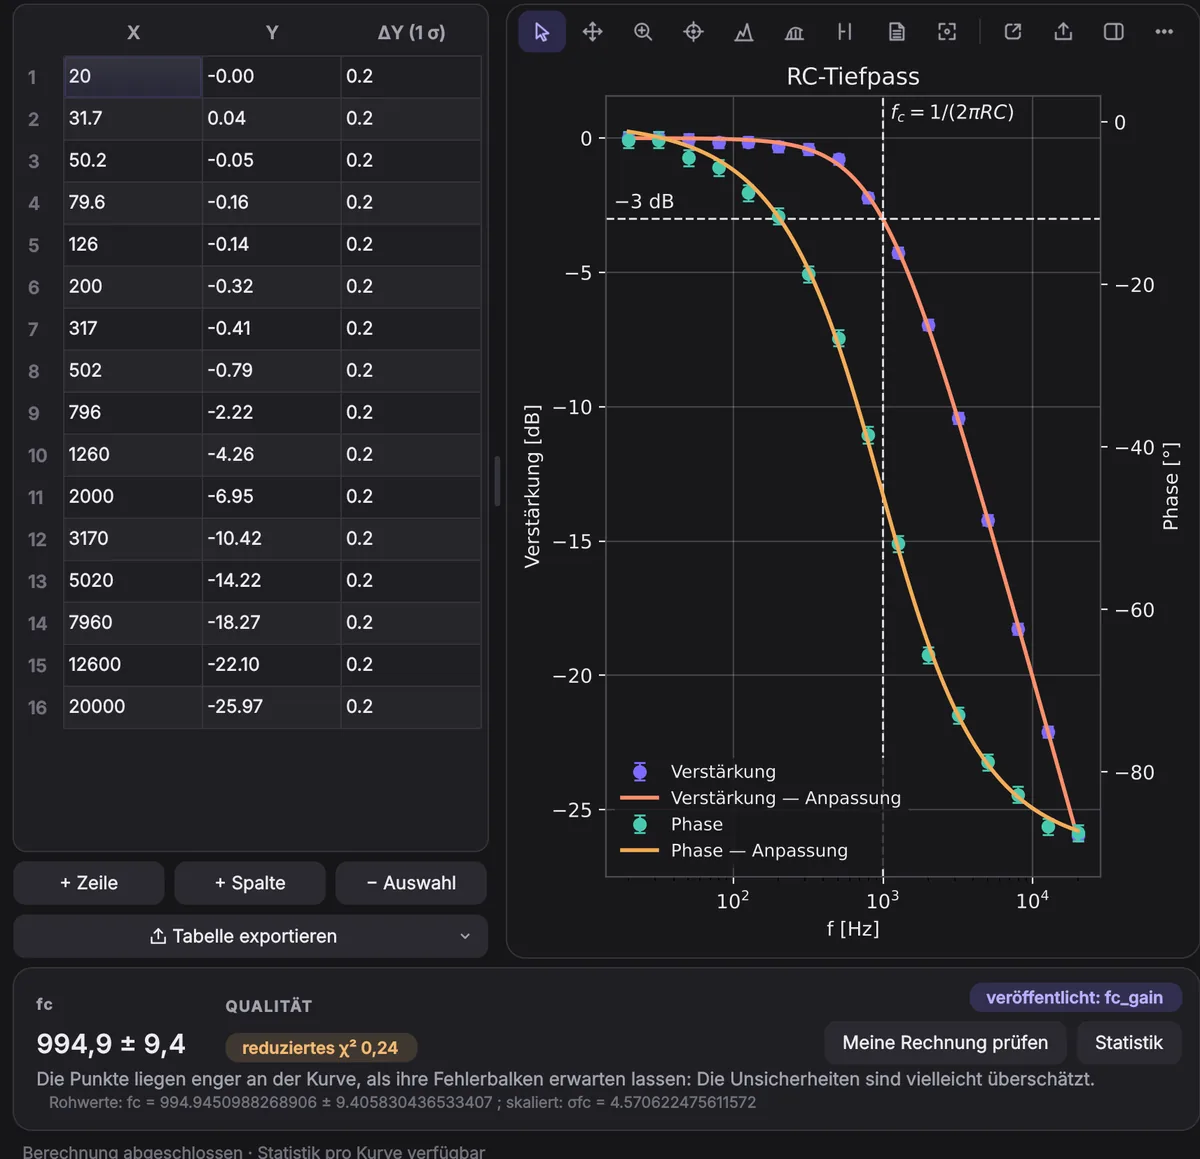 X Y ΔY (1 σ)
1 20 -0.00 0.2
2 31.7 0.04 0.2
3 50.2 -0.05 0.2
4 79.6 -0.16 0.2
5 126 -0.14 0.2
6 200 -0.32 0.2
7 317 -0.41 0.2
8 502 -0.79 0.2
9 796 -2.22 0.2
10 1260 -4.26 0.2
11 2000 -6.95 0.2
12 3170 -10.42 0.2
13 5020 -14.22 0.2
14 7960 -18.27 0.2
15 12600 -22.10 0.2
16 20000 -25.97 0.2
+ Zeile + Spalte − Auswahl
Tabelle exportieren
RC-Tiefpass
f_c = 1/(2πRC)
−3 dB
0
−5
−10
−15
−20
−25
Verstärkung [dB]
0
−20
−40
−60
−80
Phase [°]
Verstärkung
Verstärkung — Anpassung
Phase
Phase — Anpassung
10² 10³ 10⁴
f [Hz]
fc QUALITÄT veröffentlicht: fc_gain
994,9 ± 9,4 reduziertes χ² 0,24 Meine Rechnung prüfen Statistik
Die Punkte liegen enger an der Kurve, als ihre Fehlerbalken erwarten lassen: Die Unsicherheiten sind vielleicht überschätzt.
Rohwerte: fc = 994.9450988268906 ± 9.405830436533407 ; skaliert: σfc = 4.570622475611572
Berechnung abgeschlossen · Statistik pro Kurve verfügbar